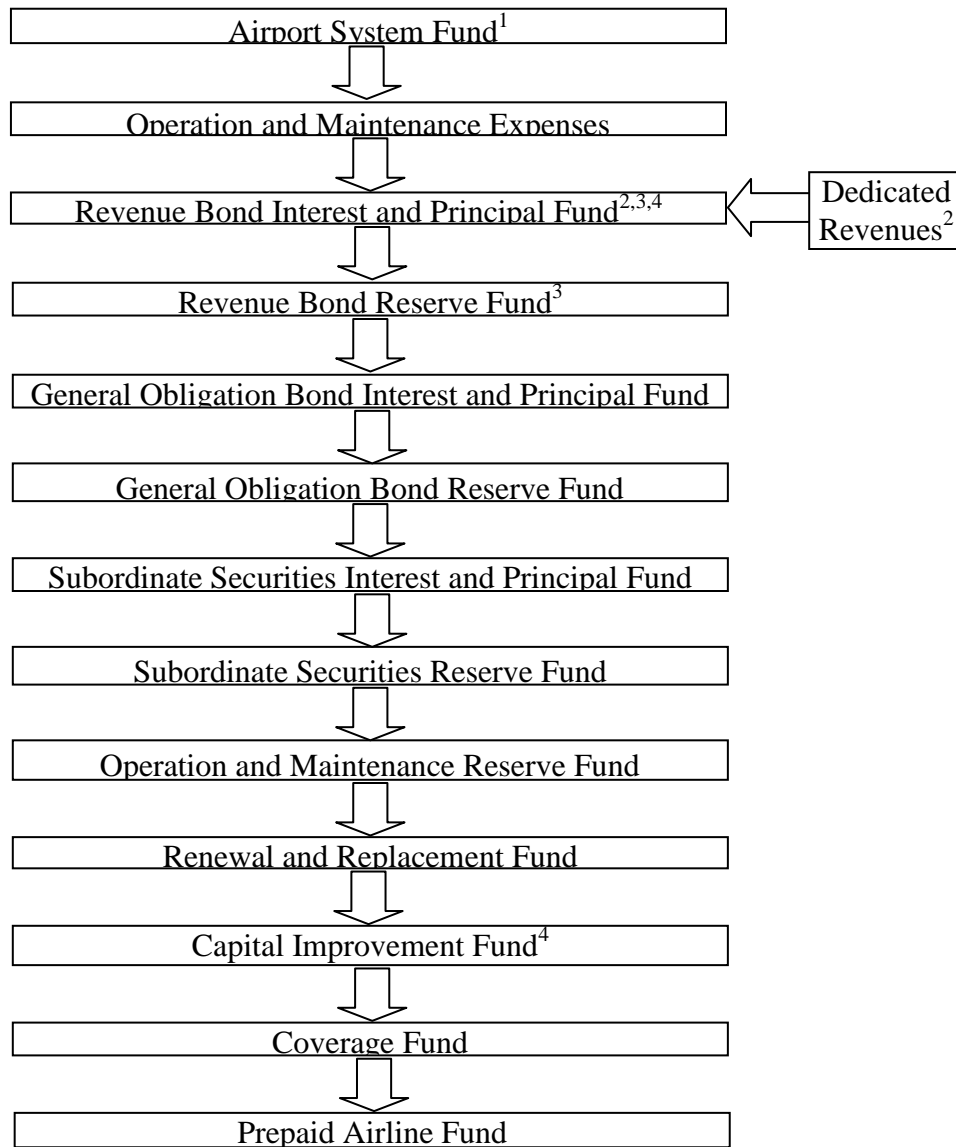 Airport System Fund¹
Operation and Maintenance Expenses
Revenue Bond Interest and Principal Fund²,³,⁴
Dedicated
Revenues²
Revenue Bond Reserve Fund³
General Obligation Bond Interest and Principal Fund
General Obligation Bond Reserve Fund
Subordinate Securities Interest and Principal Fund
Subordinate Securities Reserve Fund
Operation and Maintenance Reserve Fund
Renewal and Replacement Fund
Capital Improvement Fund⁴
Coverage Fund
Prepaid Airline Fund